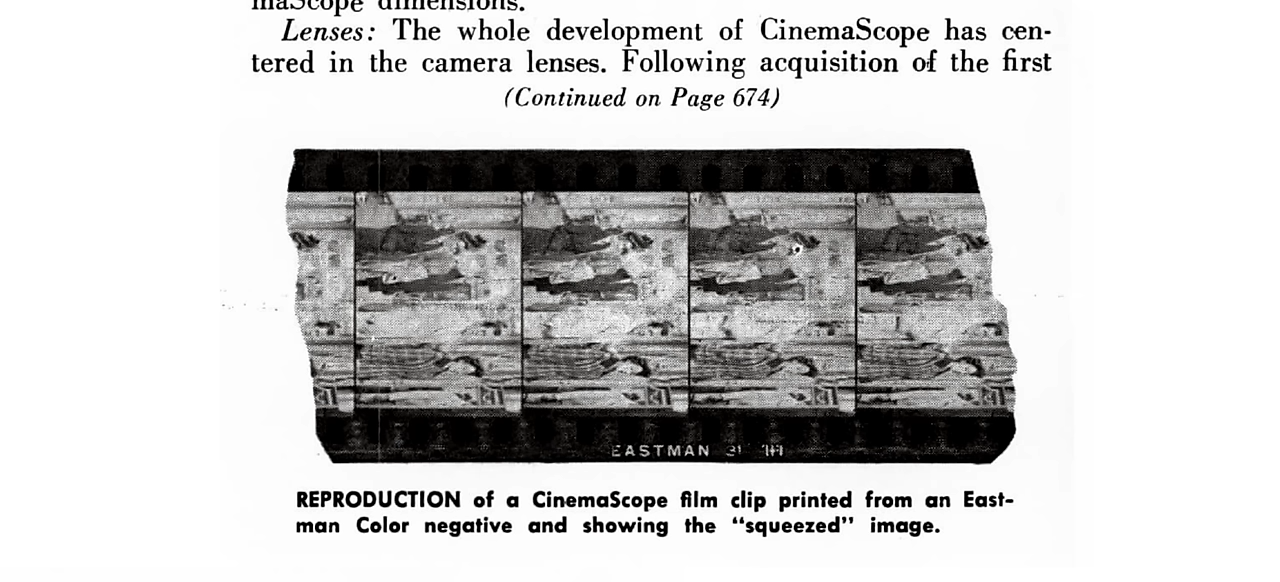 maScope dimensions.
Lenses: The whole development of CinemaScope has cen-
tered in the camera lenses. Following acquisition of the first
(Continued on Page 674)
EASTMAN
REPRODUCTION of a CinemaScope film clip printed from an East-
man Color negative and showing the “squeezed” image.